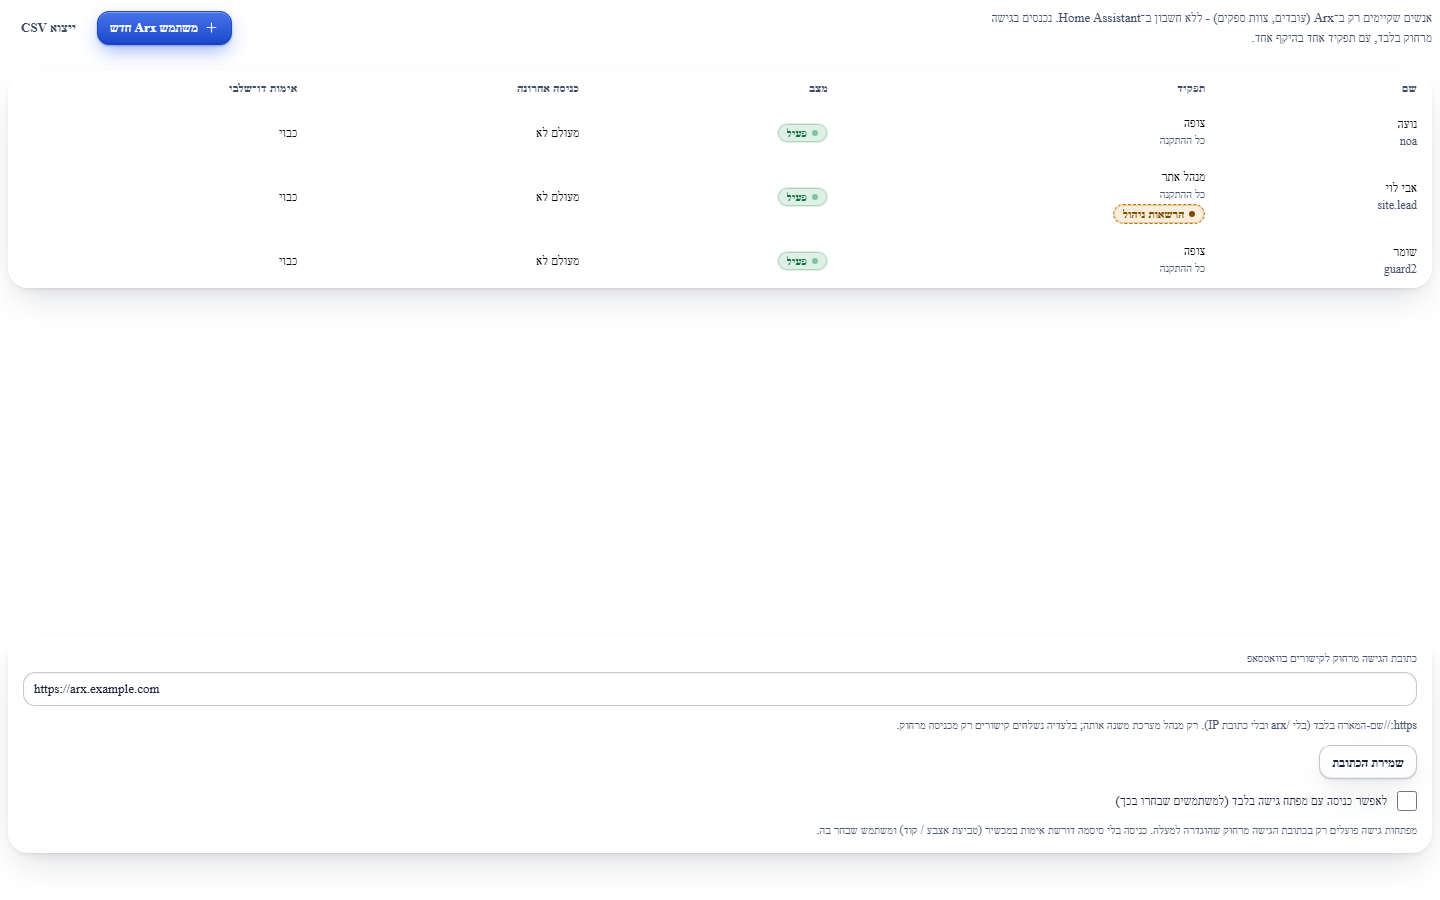 אנשים שקיימים רק ב־Arx (עובדים, צוות ספקים) - ללא חשבון ב־Home Assistant. נכנסים בגישה
מרחוק בלבד, עם תפקיד אחד בהיקף אחד.
+ משתמש Arx חדש
ייצוא CSV
שם תפקיד מצב כניסה אחרונה אימות דו־שלבי
נועה
noa
צופה
כל ההתקנה
פעיל
מעולם לא
כבוי
אבי לוי
site.lead
מנהל אתר
כל ההתקנה
הרשאות ניהול
פעיל
מעולם לא
כבוי
שומר
guard2
צופה
כל ההתקנה
פעיל
מעולם לא
כבוי
כתובת הגישה מרחוק לקישורים בוואטסאפ
https://arx.example.com
https://שם-המארח בלבד (בלי /arx ובלי כתובת IP). רק מנהל מערכת משנה אותה; בלעדיה נשלחים קישורים רק מכניסה מרחוק.
שמירת הכתובת
לאפשר כניסה עם מפתח גישה בלבד (למשתמשים שבחרו בכך)
מפתחות גישה פועלים רק בכתובת הגישה מרחוק שהוגדרה למעלה. כניסה בלי סיסמה דורשת אימות במכשיר (טביעת אצבע / קוד) ומשתמש שבחר בה.